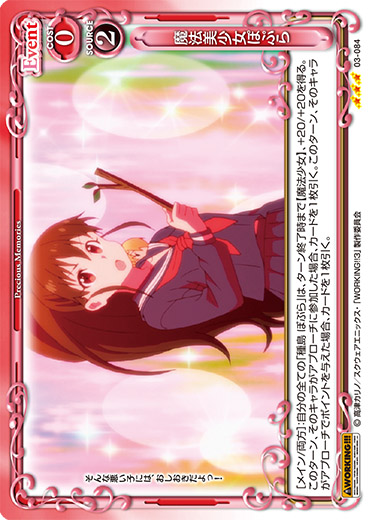 Event
COST
0
SOURCE
2
魔法美少女ぽぷら
Precious Memories
そんな悪い子には、おしおきだよっ!
[メイン/両方]:自分の全ての「種島 ぽぷら」は、ターン終了時まで【魔法少女】、+20/+20を得る。
このターン、そのキャラがアプローチに参加した場合、カードを1枚引く。このターン、そのキャラ
がアプローチでポイントを与えた場合、カードを1枚引く。
© 高津カリノ/スクウェアエニックス・「WORKING!!3」製作委員会
WORKING!!!
03-084